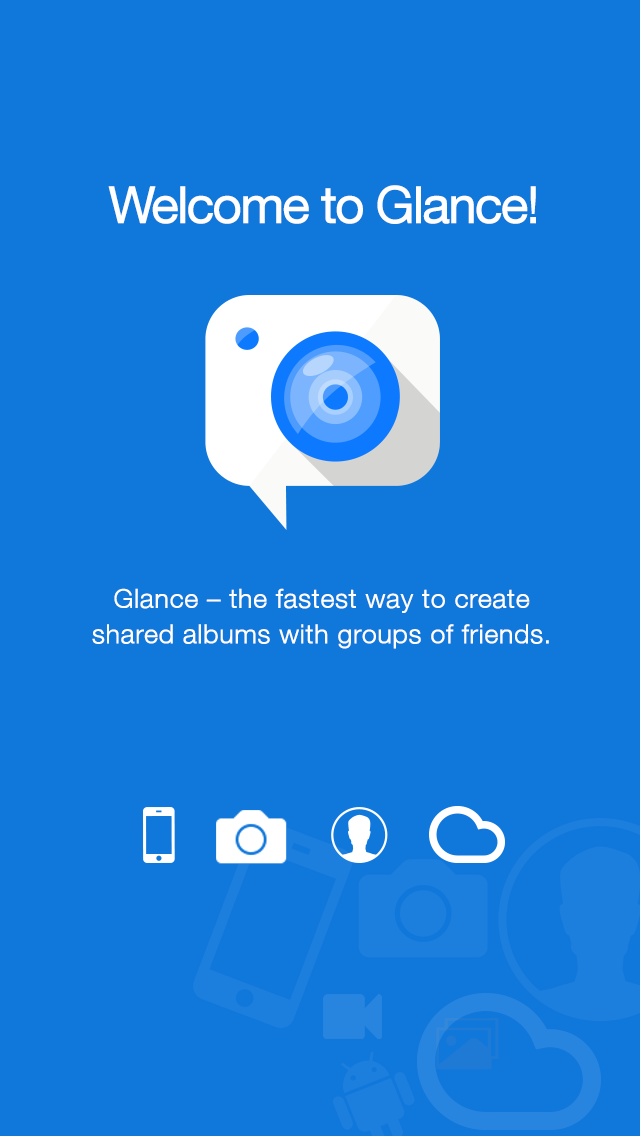 Welcome to Glance!
Glance – the fastest way to create
shared albums with groups of friends.